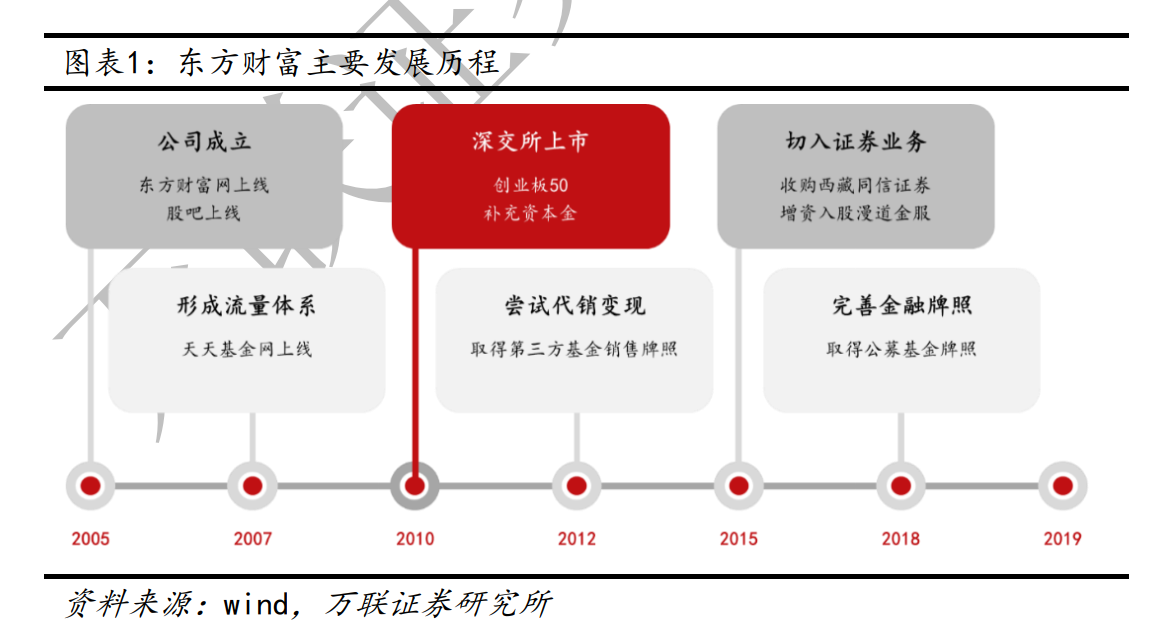 图表1：东方财富主要发展历程
公司成立
东方财富网上线
股吧上线
深交所上市
创业板50
补充资本金
切入证券业务
收购西藏同信证券
增资入股漫道金服
形成流量体系
天天基金网上线
尝试代销变现
取得第三方基金销售牌照
完善金融牌照
取得公募基金牌照
2005
2007
2010
2012
2015
2018
2019
资料来源：wind，万联证券研究所